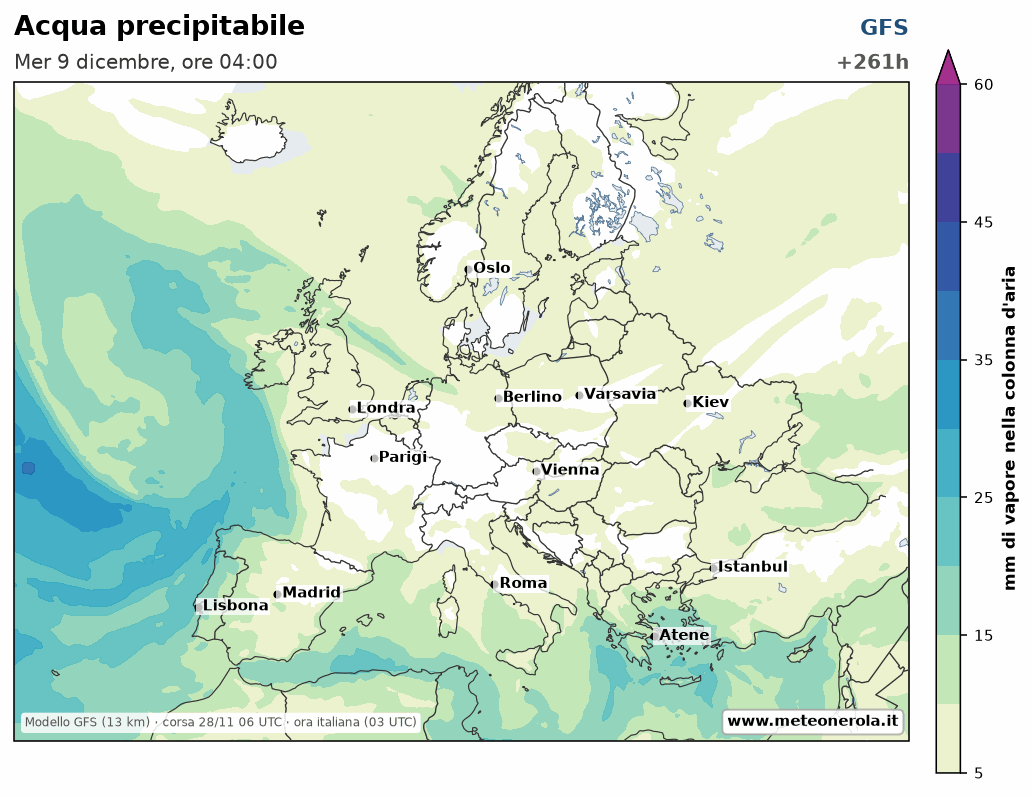 Acqua precipitabile
GFS
Mer 9 dicembre, ore 04:00
+261h
60
45
35
25
15
5
mm di vapore nella colonna d'aria
Oslo
Berlino
Varsavia
Kiev
Londra
Parigi
Vienna
Istanbul
Roma
Madrid
Lisbona
Atene
Modello GFS (13 km) · corsa 28/11 06 UTC · ora italiana (03 UTC)
www.meteonerola.it